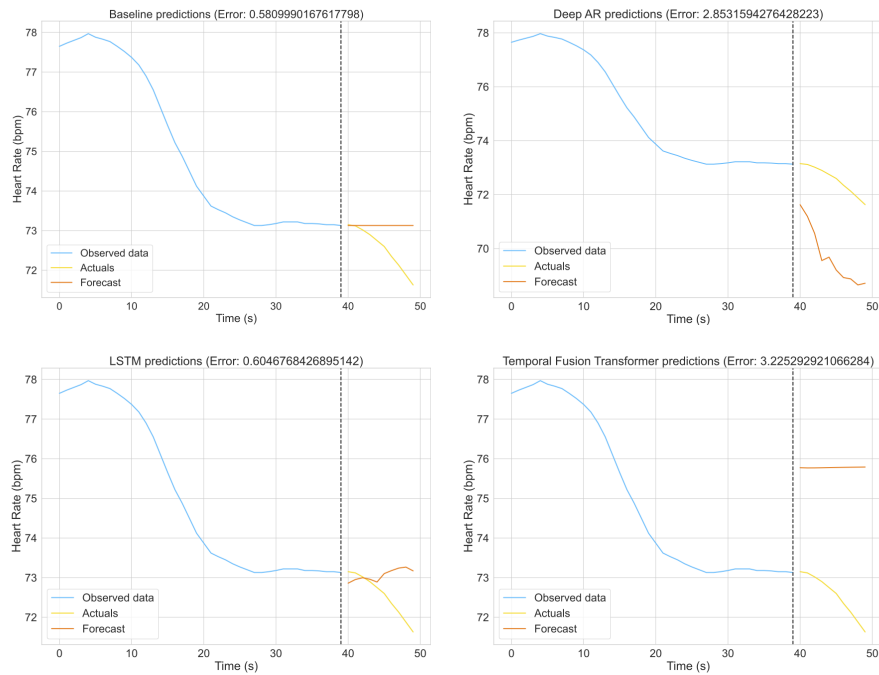 Baseline predictions (Error: 0.5809990167617798)
Heart Rate (bpm)
78
77
76
75
74
73
72
Observed data
Actuals
Forecast
0
10
20
30
40
50
Time (s)
Deep AR predictions (Error: 2.8531594276428223)
Heart Rate (bpm)
78
76
74
72
70
Observed data
Actuals
Forecast
0
10
20
30
40
50
Time (s)
LSTM predictions (Error: 0.6046768426895142)
Heart Rate (bpm)
78
77
76
75
74
73
72
Observed data
Actuals
Forecast
0
10
20
30
40
50
Time (s)
Temporal Fusion Transformer predictions (Error: 3.225292921066284)
Heart Rate (bpm)
78
77
76
75
74
73
72
Observed data
Actuals
Forecast
0
10
20
30
40
50
Time (s)